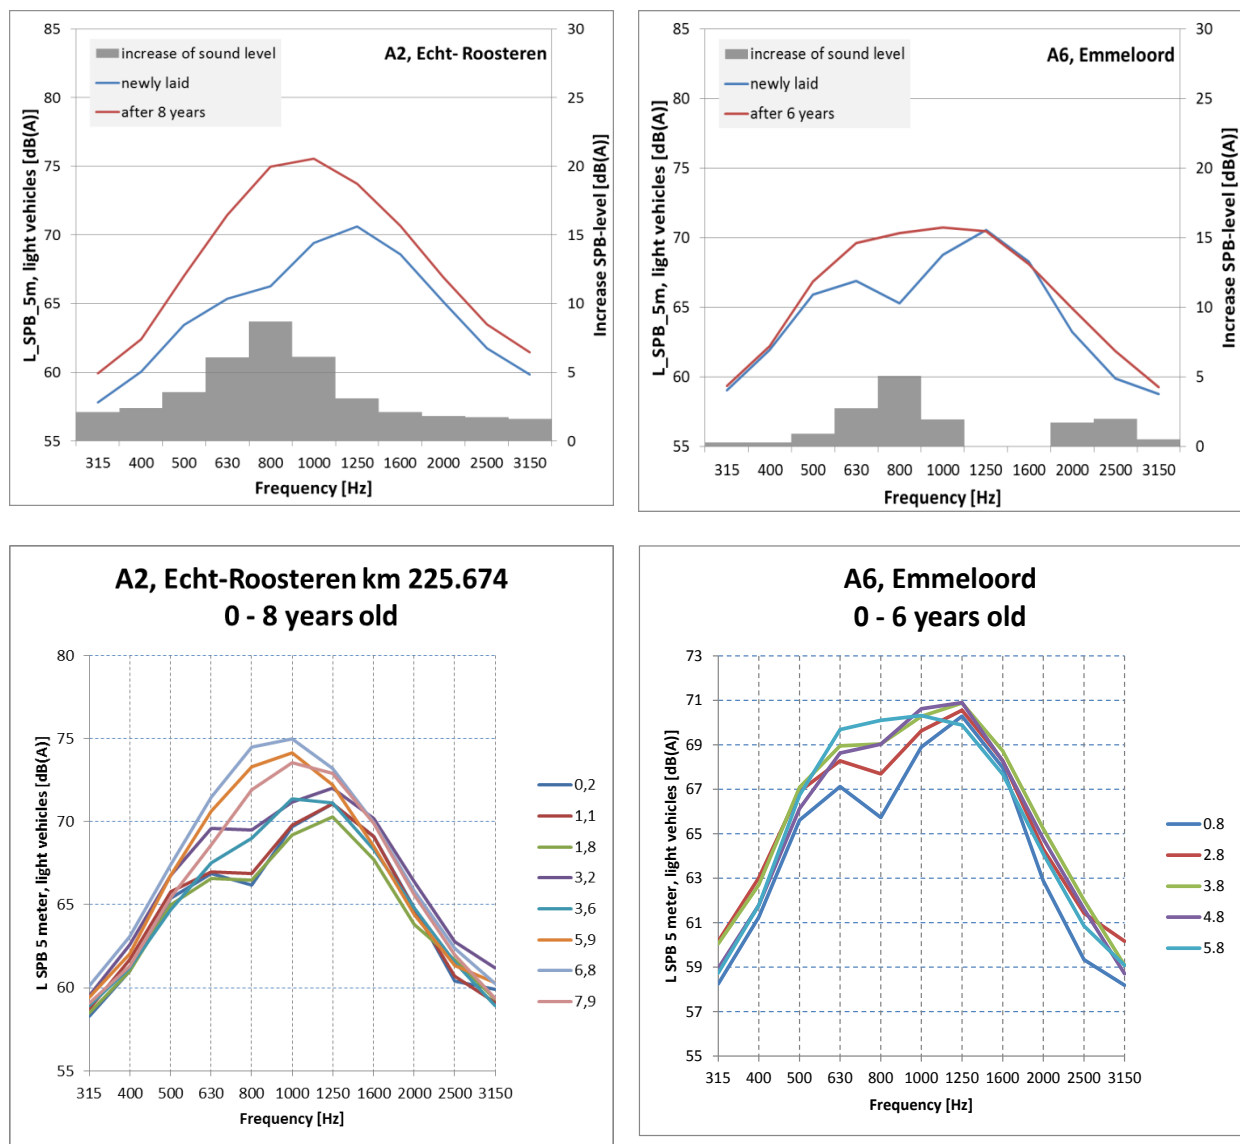 A2, Echt- Roosteren
increase of sound level
newly laid
after 8 years
L_SPB_5m, light vehicles [dB(A)]
85
80
75
70
65
60
55
Increase SPB-level [dB(A)]
30
25
20
15
10
5
0
315 400 500 630 800 1000 1250 1600 2000 2500 3150
Frequency [Hz]
A6, Emmeloord
increase of sound level
newly laid
after 6 years
L_SPB_5m, light vehicles [dB(A)]
85
80
75
70
65
60
55
Increase SPB-level [dB(A)]
30
25
20
15
10
5
0
315 400 500 630 800 1000 1250 1600 2000 2500 3150
Frequency [Hz]
A2, Echt-Roosteren km 225.674
0 - 8 years old
L SPB 5 meter, light vehicles [dB(A)]
80
75
70
65
60
55
315 400 500 630 800 1000 1250 1600 2000 2500 3150
Frequency [Hz]
0,2
1,1
1,8
3,2
3,6
5,9
6,8
7,9
A6, Emmeloord
0 - 6 years old
L SPB 5 meter, light vehicles [dB(A)]
73
71
69
67
65
63
61
59
57
55
315 400 500 630 800 1000 1250 1600 2000 2500 3150
Frequency [Hz]
0.8
2.8
3.8
4.8
5.8